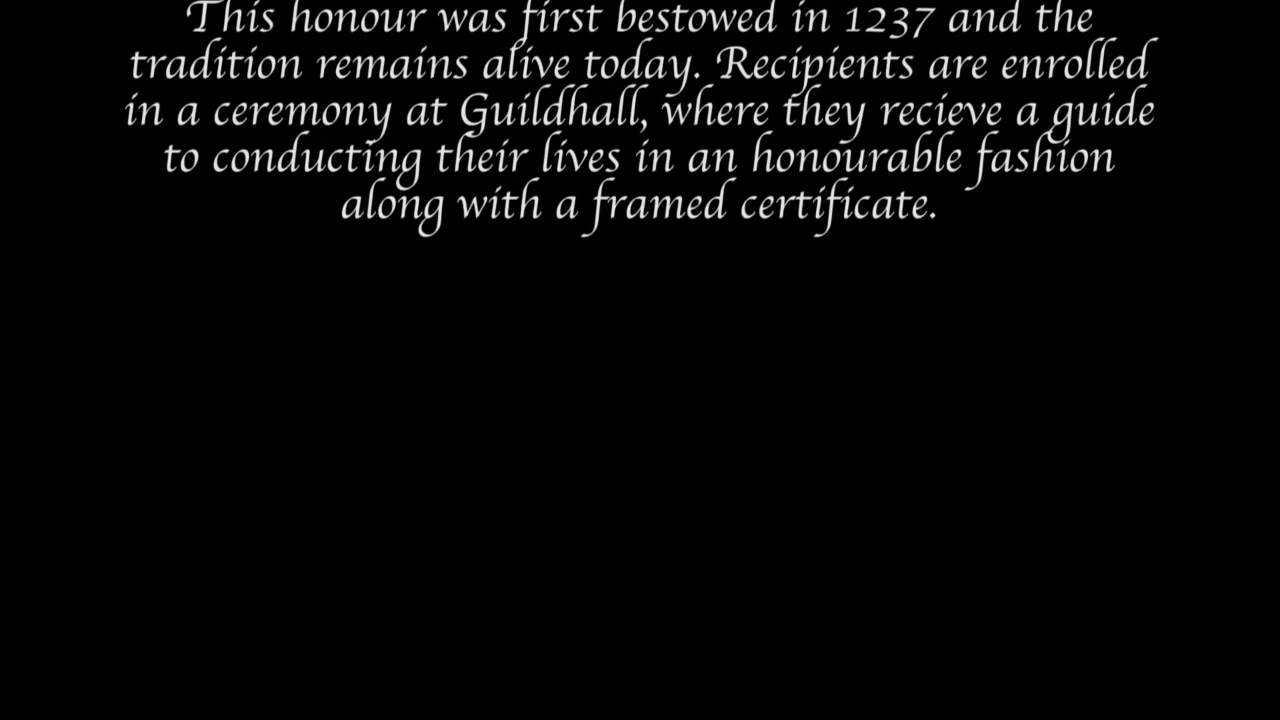 This honour was first bestowed in 1237 and the
tradition remains alive today. Recipients are enrolled
in a ceremony at Guildhall, where they recieve a guide
to conducting their lives in an honourable fashion
along with a framed certificate.